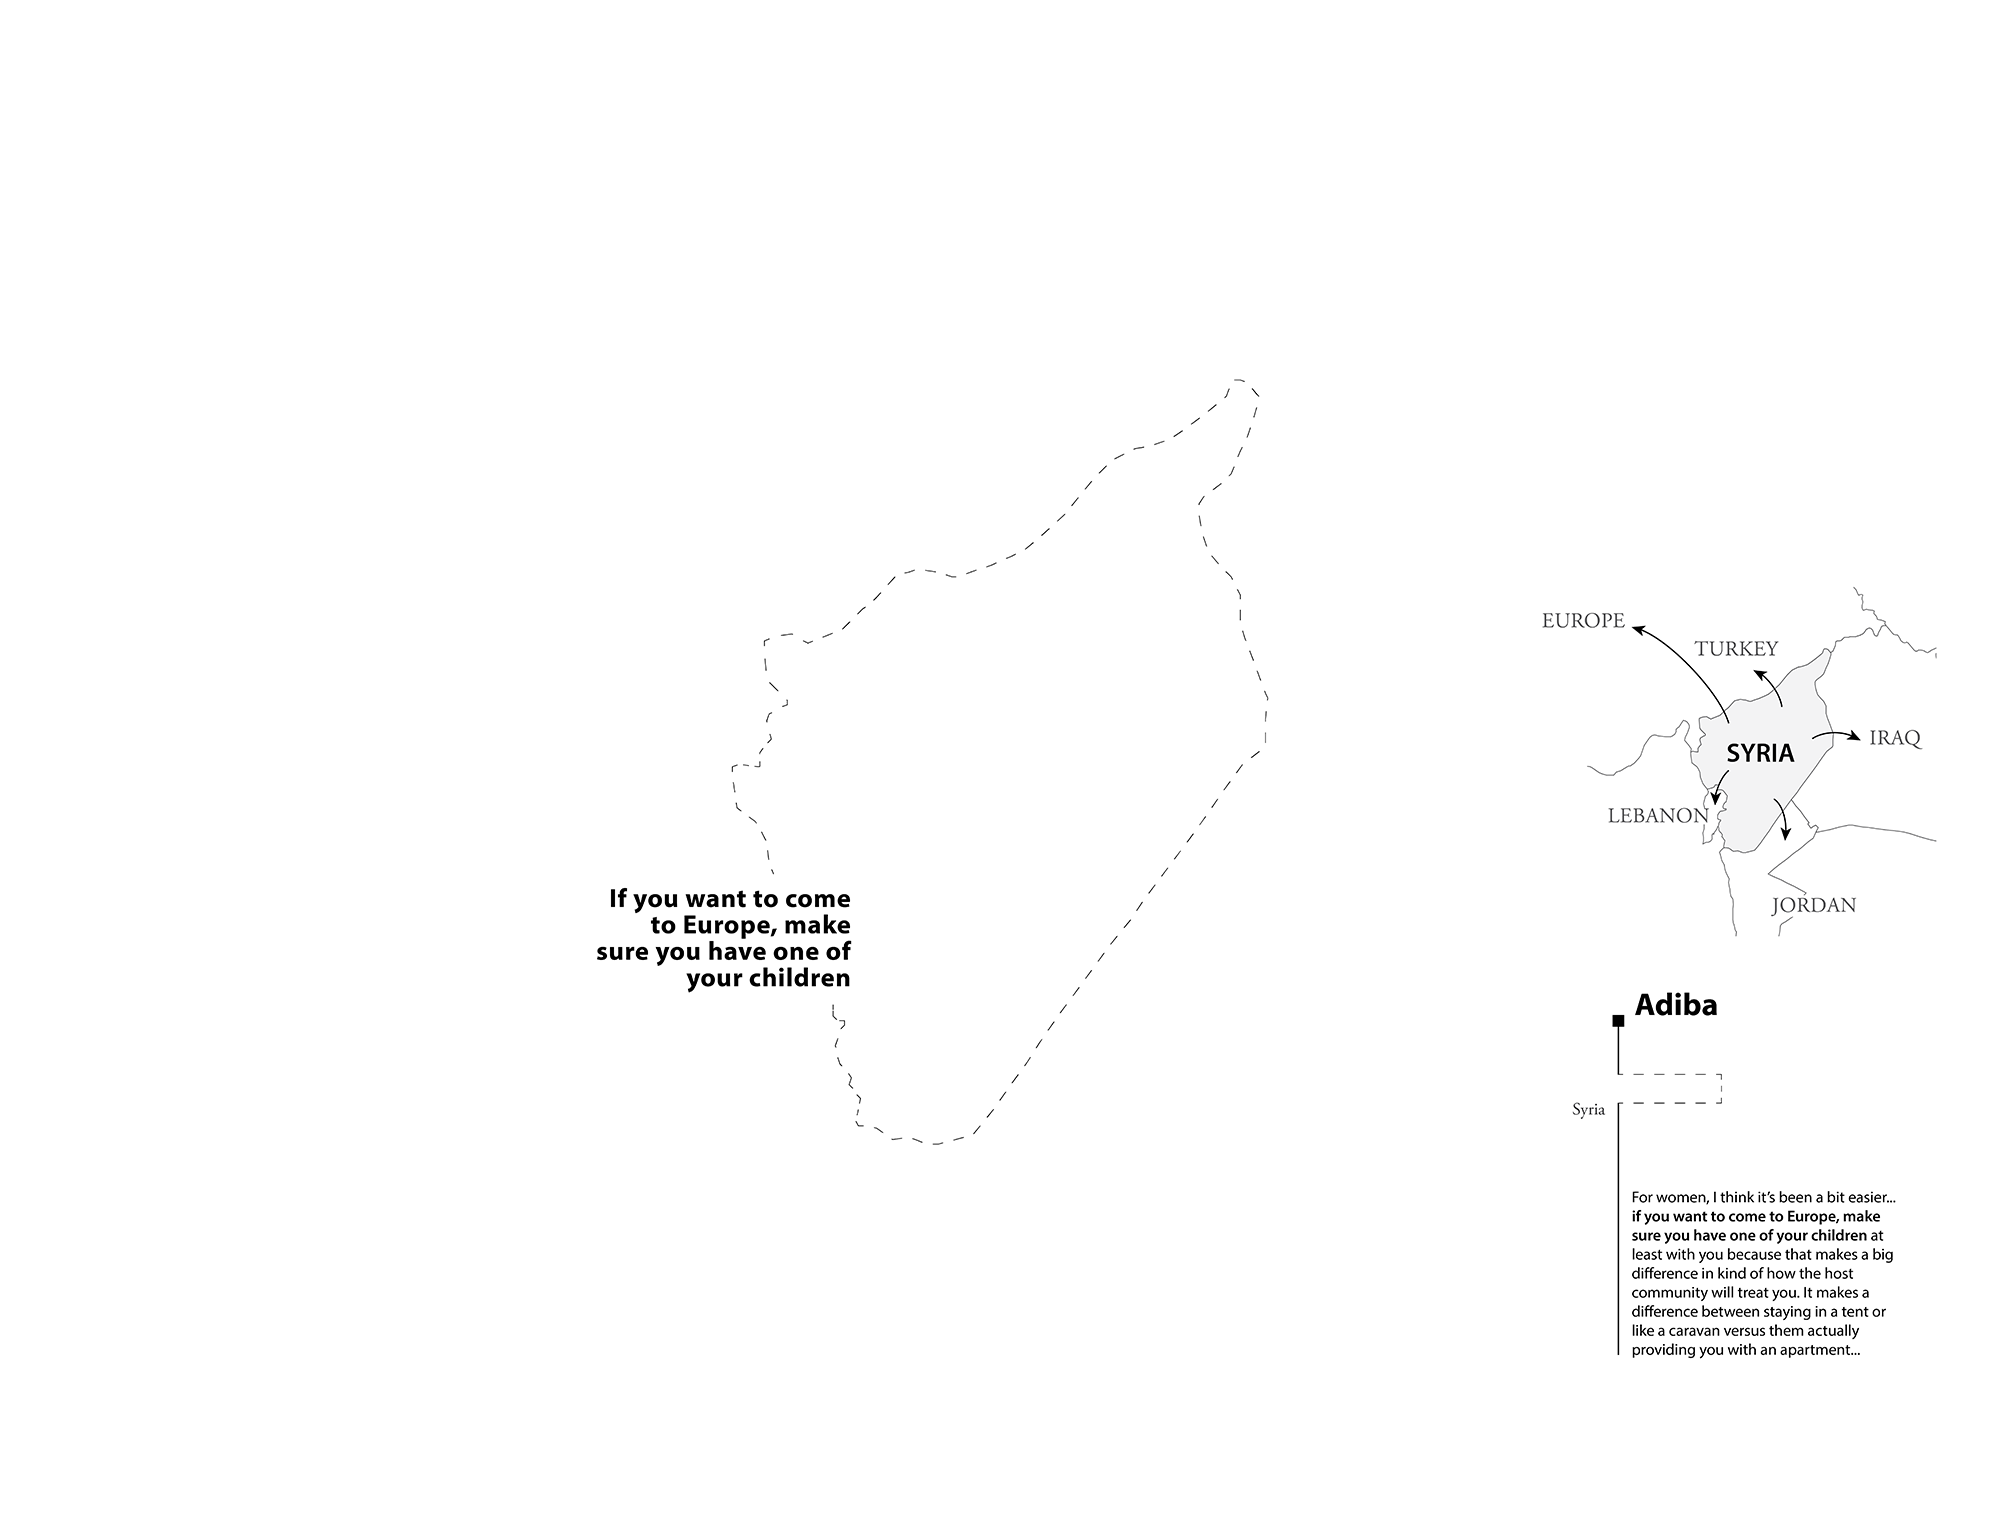 If you want to come
to Europe, make
sure you have one of
your children
EUROPE
TURKEY
IRAQ
SYRIA
LEBANON
JORDAN
Adiba
Syria
For women, I think it’s been a bit easier...
if you want to come to Europe, make
sure you have one of your children at
least with you because that makes a big
difference in kind of how the host
community will treat you. It makes a
difference between staying in a tent or
like a caravan versus them actually
providing you with an apartment...